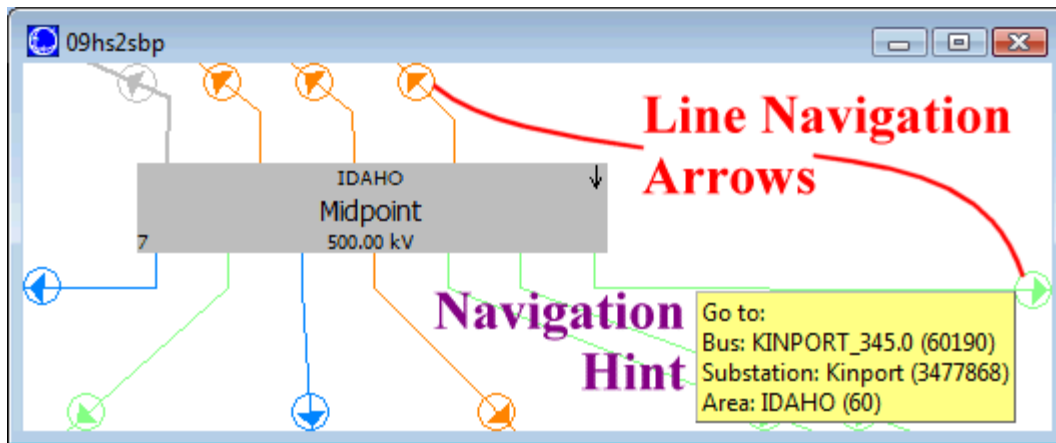 09hs2sbp
Line Navigation
Arrows
IDAHO
Midpoint
7
500.00 kV
Navigation
Hint
Go to:
Bus: KINPORT_345.0 (60190)
Substation: Kinport (3477868)
Area: IDAHO (60)